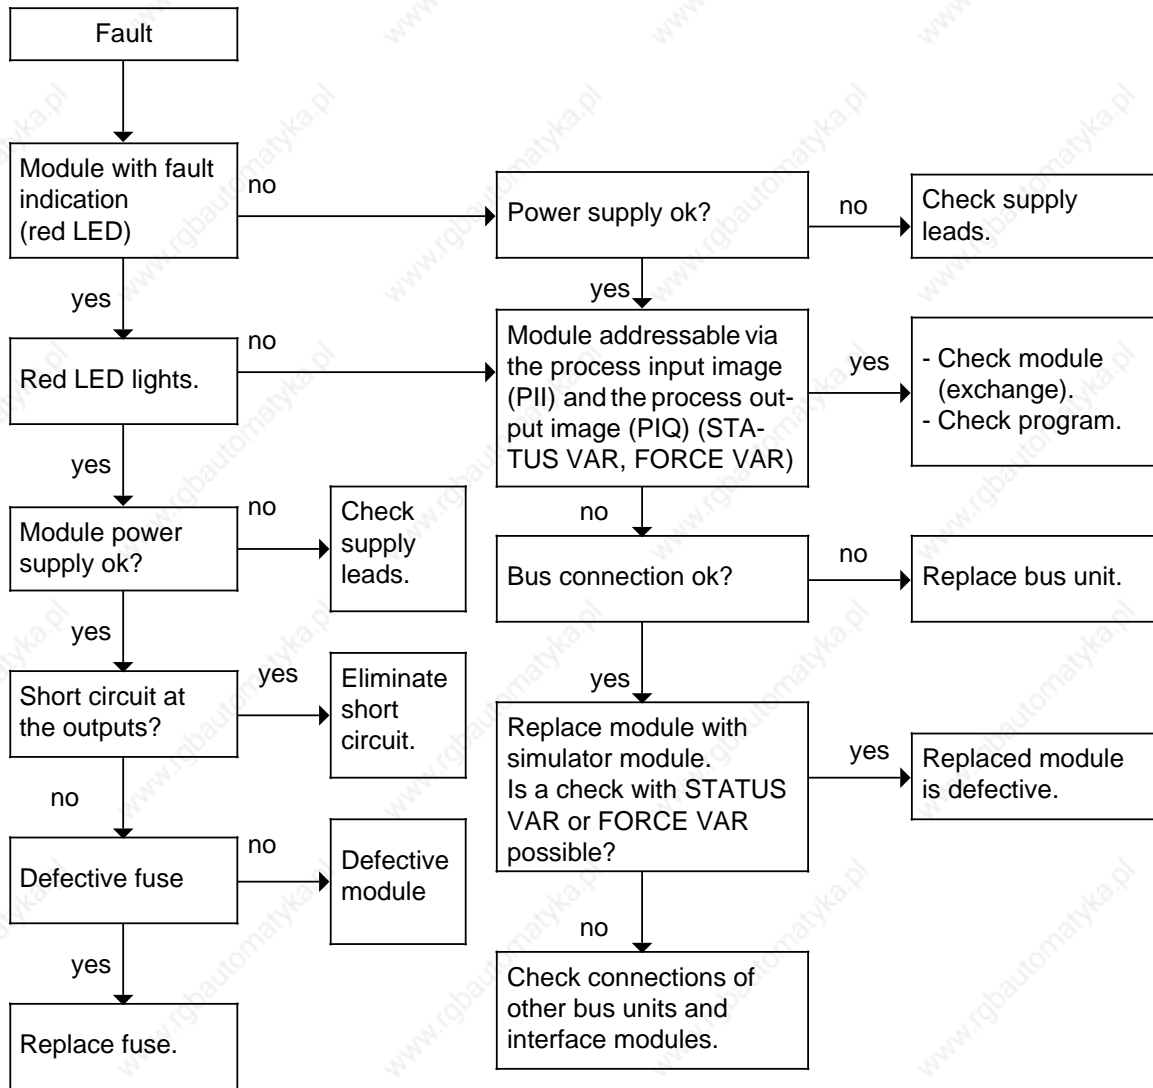 Fault
Module with fault
indication
(red LED)
no
Power supply ok?
no
Check supply
leads.
yes
yes
Red LED lights.
no
Module addressable via
the process input image
(PII) and the process out-
put image (PIQ) (STA-
TUS VAR, FORCE VAR)
yes
- Check module
(exchange).
- Check program.
yes
no
Module power
supply ok?
no
Check
supply
leads.
Bus connection ok?
no
Replace bus unit.
yes
yes
Short circuit at
the outputs?
yes
Eliminate
short
circuit.
Replace module with
simulator module.
Is a check with STATUS
VAR or FORCE VAR
possible?
yes
Replaced module
is defective.
no
Defective fuse
no
Defective
module
no
yes
Check connections of
other bus units and
interface modules.
Replace fuse.
www.rgbautomatyka.pl